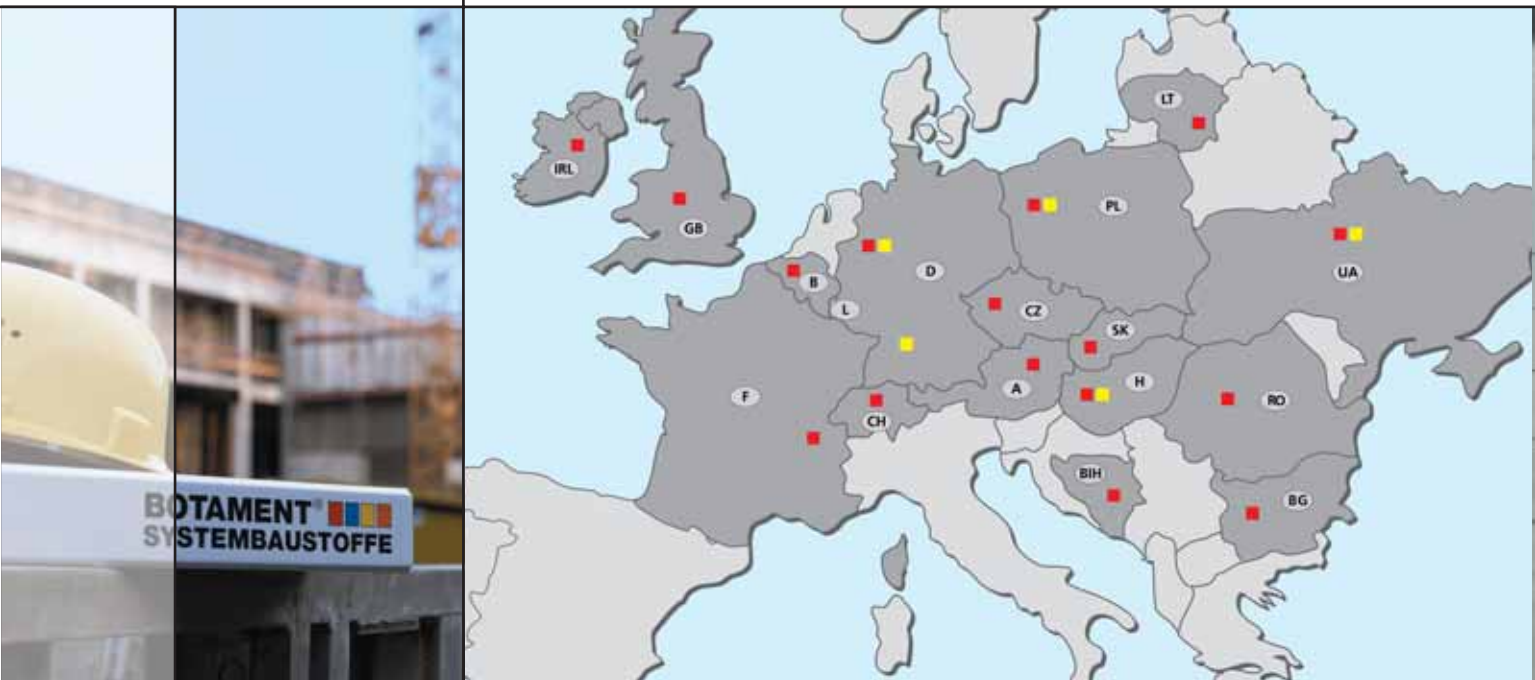 BOTAMENT®
SYSTEMBAUSTOFFE
LT
IRL
GB
PL
D
UA
B
L
CZ
SK
A
H
F
CH
RO
BIH
BG